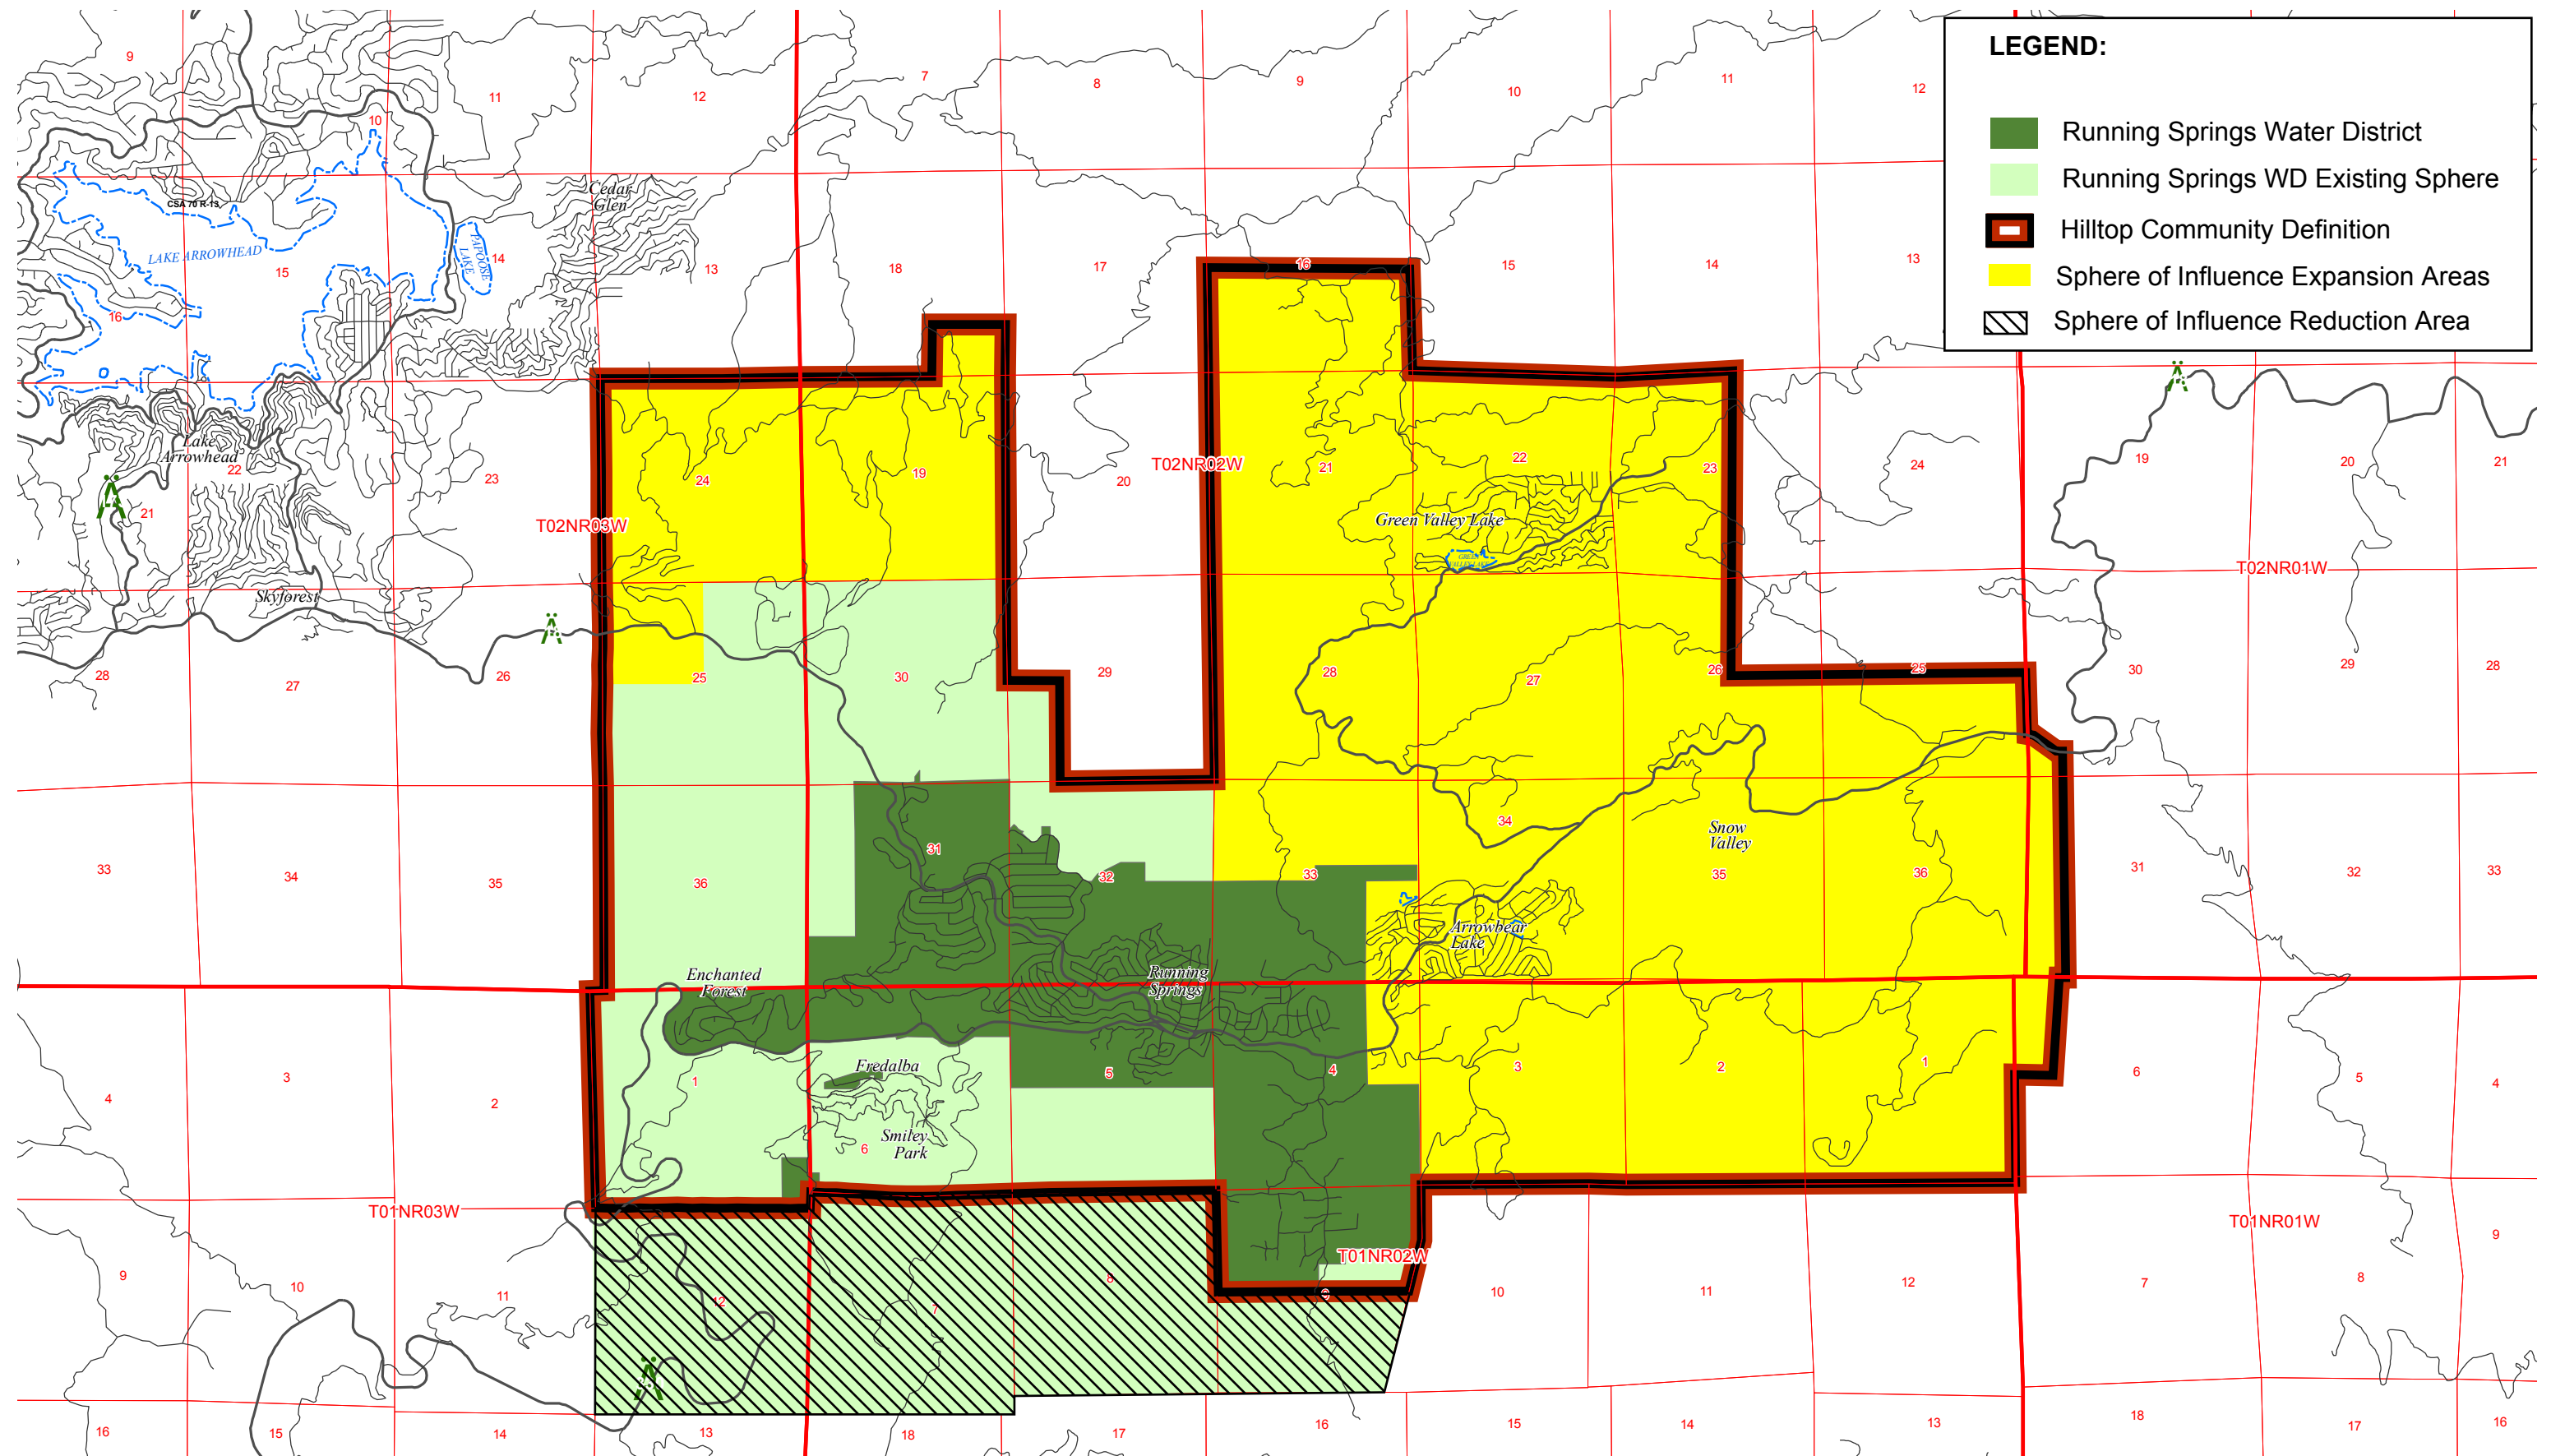 LEGEND:
Running Springs Water District
Running Springs WD Existing Sphere
Hilltop Community Definition
Sphere of Influence Expansion Areas
Sphere of Influence Reduction Area
9
11
12
7
8
9
10
11
12
10
Cedar
Glen
CSA 70 R-13
LAKE ARROWHEAD
15
PAPOOSE
LAKE
14
13
18
17
16
15
14
13
16
Lake
Arrowhead
22
21
23
24
19
20
T02NR02W
21
22
23
24
19
20
21
T02NR03W
Green Valley Lake
GREEN
VALLEY LAKE
T02NR01W
Skyforest
28
27
26
25
30
29
28
27
26
25
30
29
28
33
34
35
36
31
32
33
34
Snow
Valley
35
36
31
32
33
Arrowbear
Lake
Enchanted
Forest
Running
Springs
4
3
2
1
Fredalba
5
4
3
2
1
6
5
4
Smiley
Park
6
T01NR03W
T01NR02W
T01NR01W
9
10
11
12
7
8
9
10
11
12
7
8
9
16
15
14
13
18
17
16
15
14
13
18
17
16